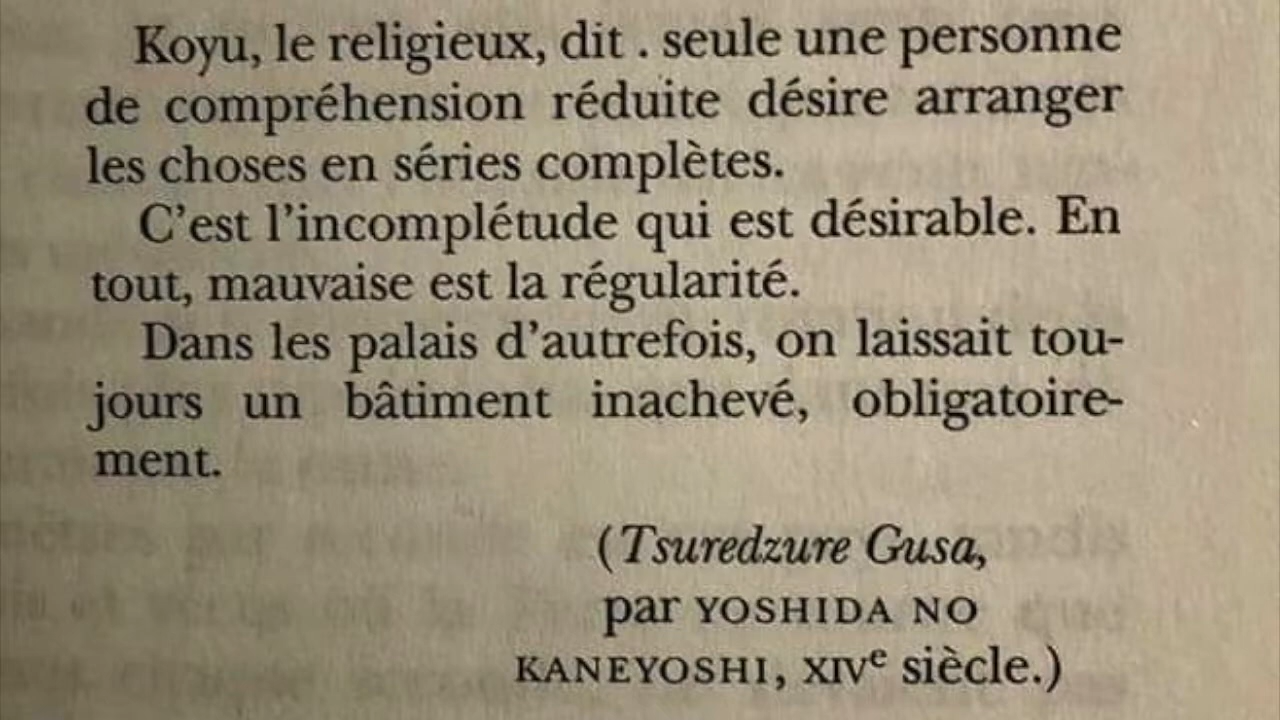 Koyu, le religieux, dit . seule une personne
de compréhension réduite désire arranger
les choses en séries complètes.
C’est l’incomplétude qui est désirable. En
tout, mauvaise est la régularité.
Dans les palais d’autrefois, on laissait tou-
jours un bâtiment inachevé, obligatoire-
ment.
(Tsuredzure Gusa,
par YOSHIDA NO
KANEYOSHI, XIVe siècle.)